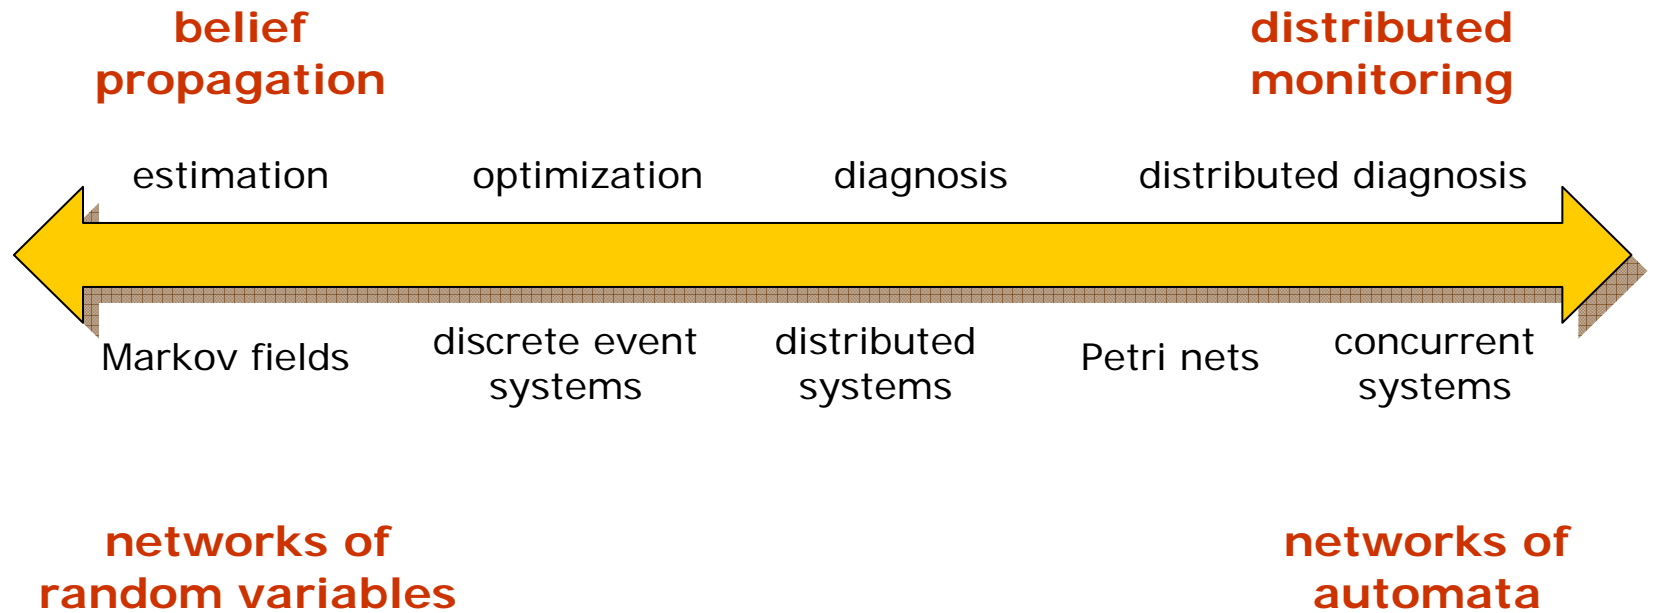 belief
propagation
distributed
monitoring
estimation
optimization
diagnosis
distributed diagnosis
Markov fields
discrete event
systems
distributed
systems
Petri nets
concurrent
systems
networks of
random variables
networks of
automata